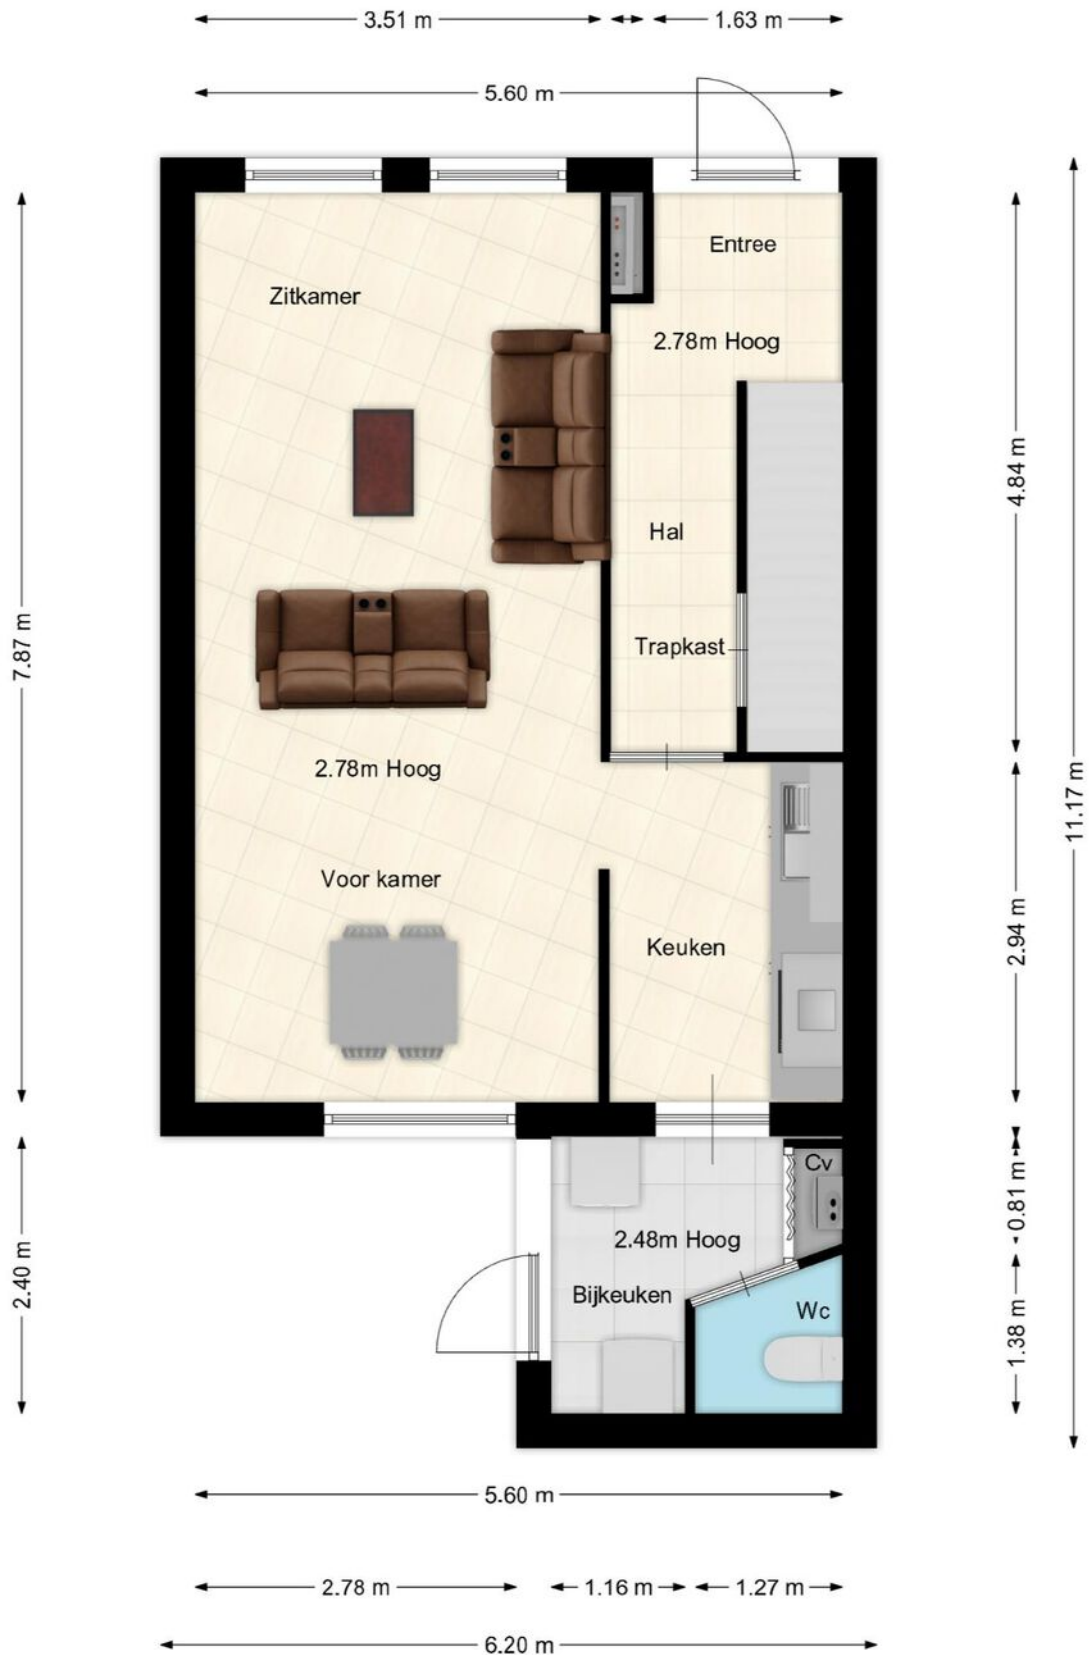 3.51 m
1.63 m
5.60 m
Entree
Zitkamer
2.78m Hoog
4.84 m
Hal
7.87 m
Trapkast
2.78m Hoog
11.17 m
Voor kamer
Keuken
2.94 m
Cv
0.81 m
2.48m Hoog
2.40 m
Bijkeuken
Wc
1.38 m
5.60 m
2.78 m
1.16 m
1.27 m
6.20 m